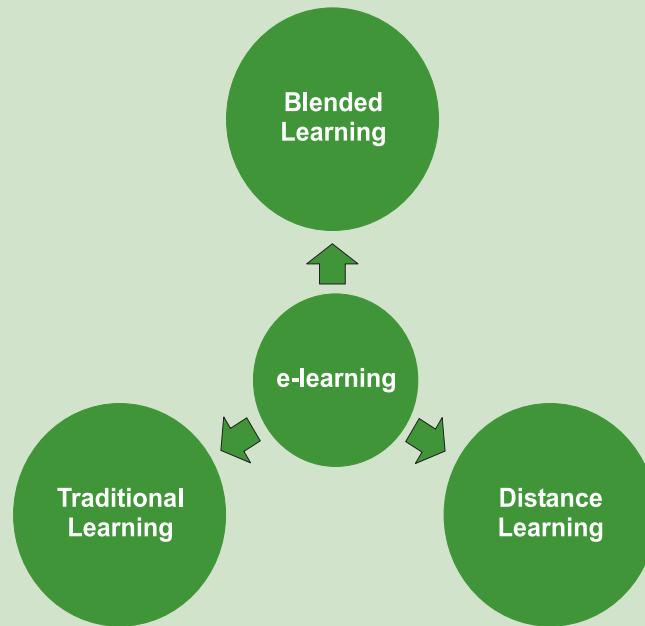 Blended
Learning
e-learning
Traditional
Learning
Distance
Learning